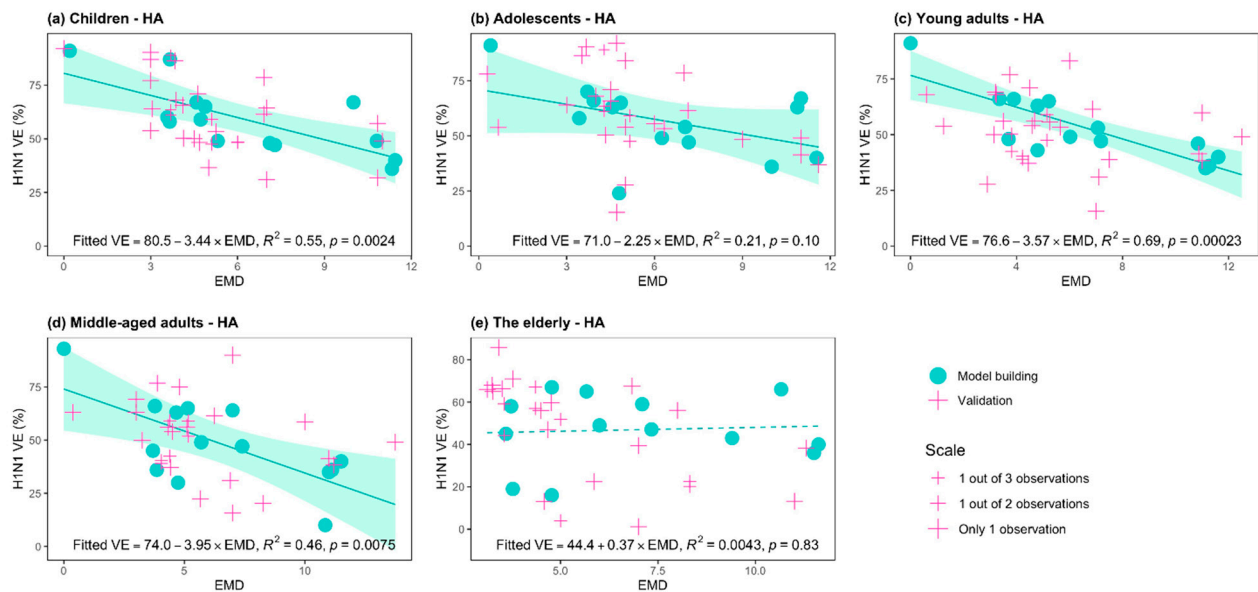 (a) Children - HA
H1N1 VE (%)
75
50
25
0
Fitted VE = 80.5 – 3.44 × EMD, R² = 0.55, p = 0.0024
0 3 6 9 12
EMD
(b) Adolescents - HA
H1N1 VE (%)
75
50
25
0
Fitted VE = 71.0 – 2.25 × EMD, R² = 0.21, p = 0.10
0 3 6 9 12
EMD
(c) Young adults - HA
H1N1 VE (%)
75
50
25
0
Fitted VE = 76.6 – 3.57 × EMD, R² = 0.69, p = 0.00023
0 4 8 12
EMD
(d) Middle-aged adults - HA
H1N1 VE (%)
75
50
25
0
Fitted VE = 74.0 – 3.95 × EMD, R² = 0.46, p = 0.0075
0 5 10
EMD
(e) The elderly - HA
H1N1 VE (%)
80
60
40
20
0
Fitted VE = 44.4 + 0.37 × EMD, R² = 0.0043, p = 0.83
5.0 7.5 10.0
EMD
Model building
Validation
Scale
1 out of 3 observations
1 out of 2 observations
Only 1 observation